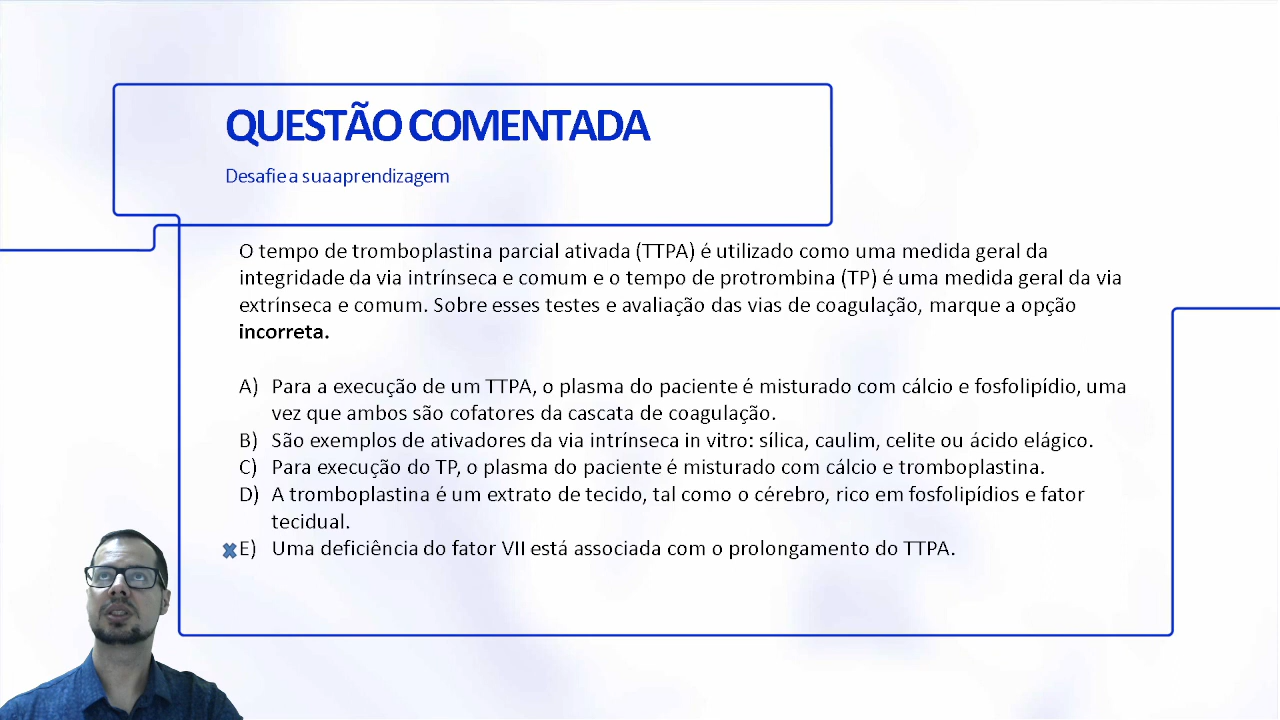 QUESTÃO COMENTADA
Desafie a sua aprendizagem
O tempo de tromboplastina parcial ativada (TTPA) é utilizado como uma medida geral da
integridade da via intrínseca e comum e o tempo de protrombina (TP) é uma medida geral da via
extrínseca e comum. Sobre esses testes e avaliação das vias de coagulação, marque a opção
incorreta.
A) Para a execução de um TTPA, o plasma do paciente é misturado com cálcio e fosfolipídio, uma
vez que ambos são cofatores da cascata de coagulação.
B) São exemplos de ativadores da via intrínseca in vitro: sílica, caulim, celite ou ácido elágico.
C) Para execução do TP, o plasma do paciente é misturado com cálcio e tromboplastina.
D) A tromboplastina é um extrato de tecido, tal como o cérebro, rico em fosfolipídios e fator
tecidual.
E) Uma deficiência do fator VII está associada com o prolongamento do TTPA.